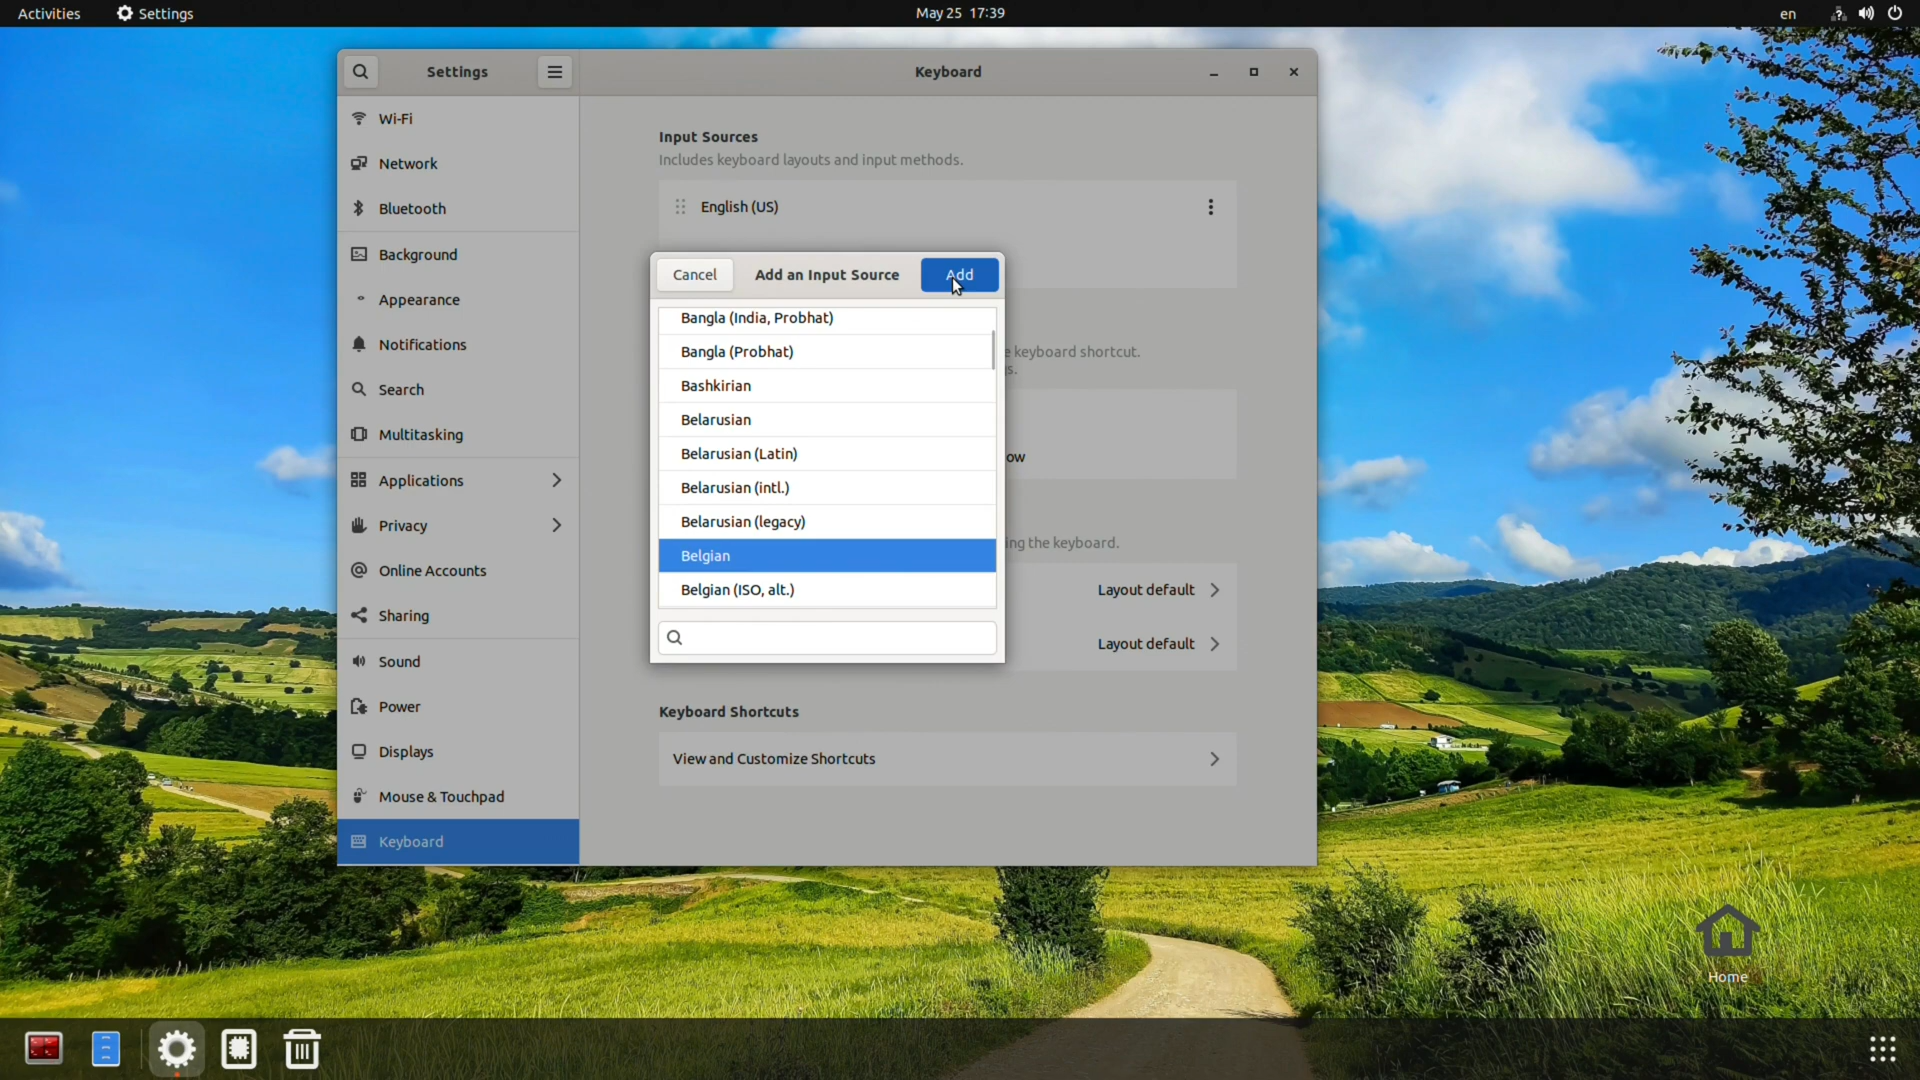 Activities
Settings
May 25 17:39
en
Settings
Keyboard
Wi-Fi
Network
Bluetooth
Background
Appearance
Notifications
Search
Multitasking
Applications
Privacy
Online Accounts
Sharing
Sound
Power
Displays
Mouse & Touchpad
Keyboard
Input Sources
Includes keyboard layouts and input methods.
English (US)
Cancel
Add an Input Source
Add
Bangla (India, Probhat)
Bangla (Probhat)
Bashkirian
Belarusian
Belarusian (Latin)
Belarusian (intl.)
Belarusian (legacy)
Belgian
Belgian (ISO, alt.)
keyboard shortcut.
ow
ing the keyboard.
Layout default
Layout default
Keyboard Shortcuts
View and Customize Shortcuts
Home